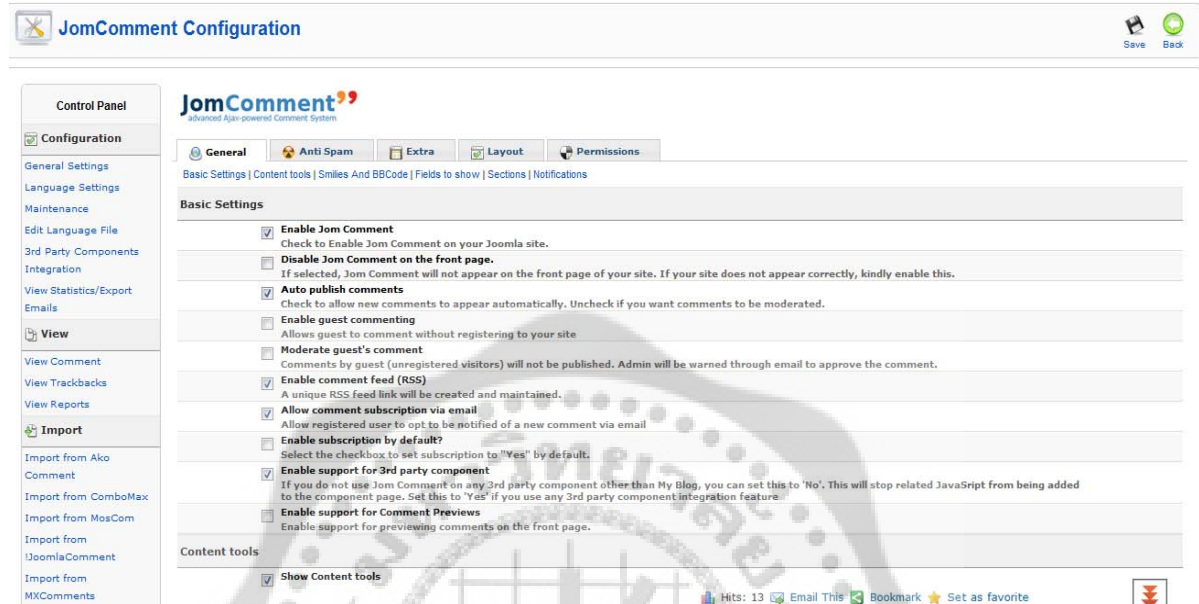 JomComment Configuration
Save
Back
Control Panel
Configuration
General Settings
Language Settings
Maintenance
Edit Language File
3rd Party Components
Integration
View Statistics/Export
Emails
View
View Comment
View Trackbacks
View Reports
Import
Import from Ako
Comment
Import from ComboMax
Import from MosCom
Import from
!JoomlaComment
Import from
MXComments
JomComment
advanced Ajax-powered Comment System
General
Anti Spam
Extra
Layout
Permissions
Basic Settings | Content tools | Smilies And BBCode | Fields to show | Sections | Notifications
Basic Settings
Enable Jom Comment
Check to Enable Jom Comment on your Joomla site.
Disable Jom Comment on the front page.
If selected, Jom Comment will not appear on the front page of your site. If your site does not appear correctly, kindly enable this.
Auto publish comments
Check to allow new comments to appear automatically. Uncheck if you want comments to be moderated.
Enable guest commenting
Allows guest to comment without registering to your site
Moderate guest's comment
Comments by guest (unregistered visitors) will not be published. Admin will be warned through email to approve the comment.
Enable comment feed (RSS)
A unique RSS feed link will be created and maintained.
Allow comment subscription via email
Allow registered user to opt to be notified of a new comment via email
Enable subscription by default?
Select the checkbox to set subscription to "Yes" by default.
Enable support for 3rd party component
If you do not use Jom Comment on any 3rd party component other than My Blog, you can set this to 'No'. This will stop related JavaSript from being added
to the component page. Set this to 'Yes' if you use any 3rd party component integration feature
Enable support for Comment Previews
Enable support for previewing comments on the front page.
Content tools
Show Content tools
Hits: 13 Email This Bookmark Set as favorite